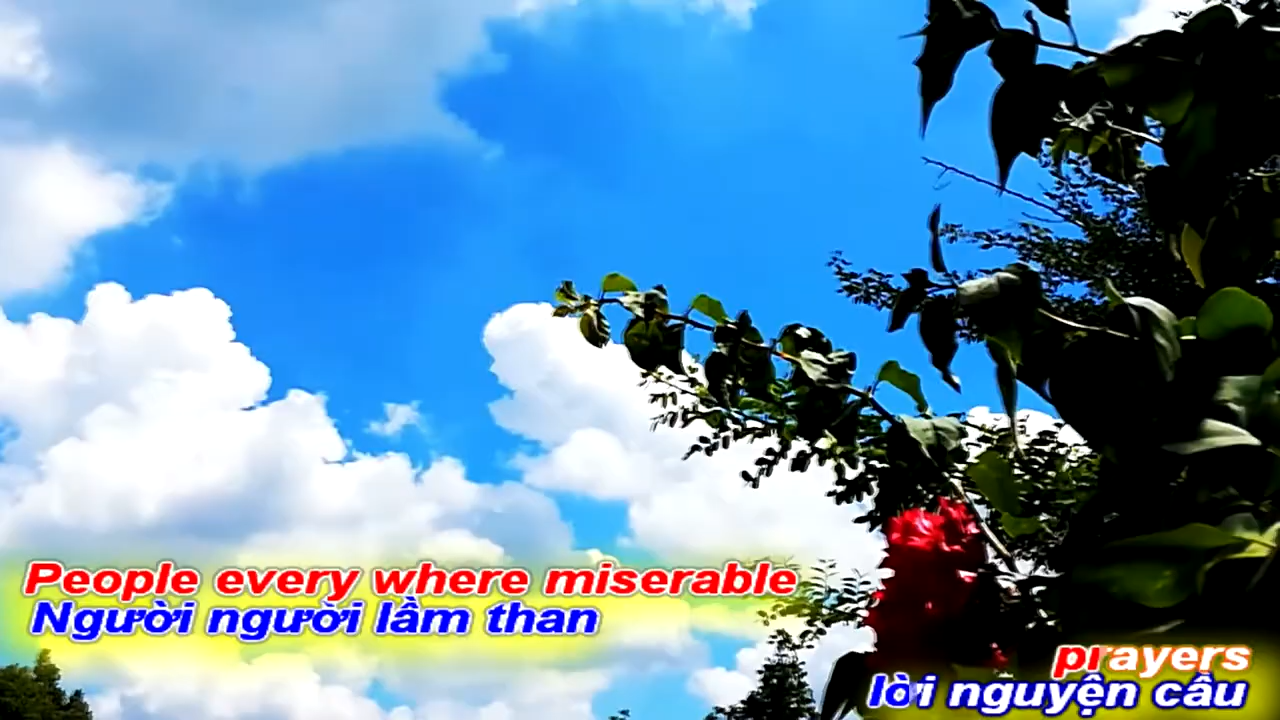 People every where miserable
Người người lầm than
prayers
lời nguyện cầu